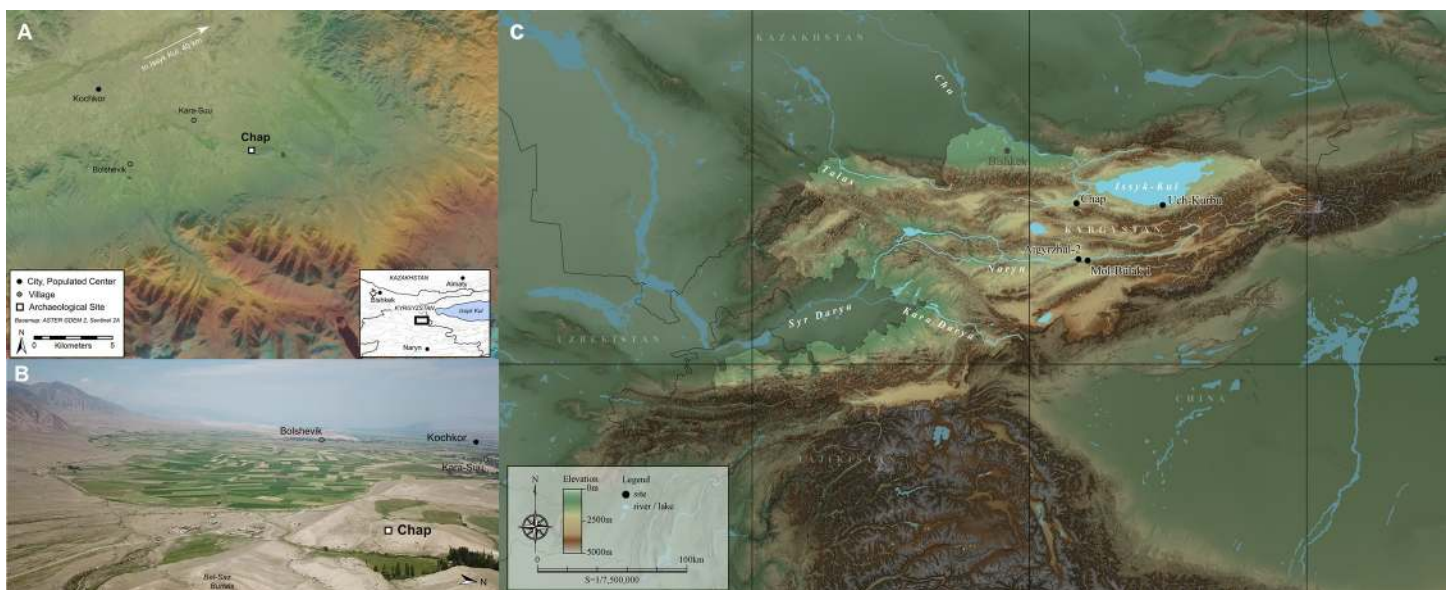 A
to Issyk Kul, 40 km
Kochkor
Kara-Suu
Chap
Bolshevik
City, Populated Center
Village
Archaeological Site
Basemap: ASTER GDEM 2, Sentinel 2A
N
0 Kilometers 5
KAZAKHSTAN
Almaty
Bishkek
KYRGYZSTAN
Issyk Kul
Naryn
B
Bolshevik
Kochkor
Kara-Suu
Chap
N
C
KAZAKHSTAN
Chu
Bishkek
Talas
Issyk-Kul
Chap
Uch-Kurbu
KYRGYSTAN
Aigyrzhal-2
Mol-Bulak 1
Naryn
Syr Darya
Kara Darya
UZBEKISTAN
CHINA
TAJIKISTAN
N
Elevation
0m
2500m
5000m
Legend
site
river / lake
0 100km
S=1/7,500,000